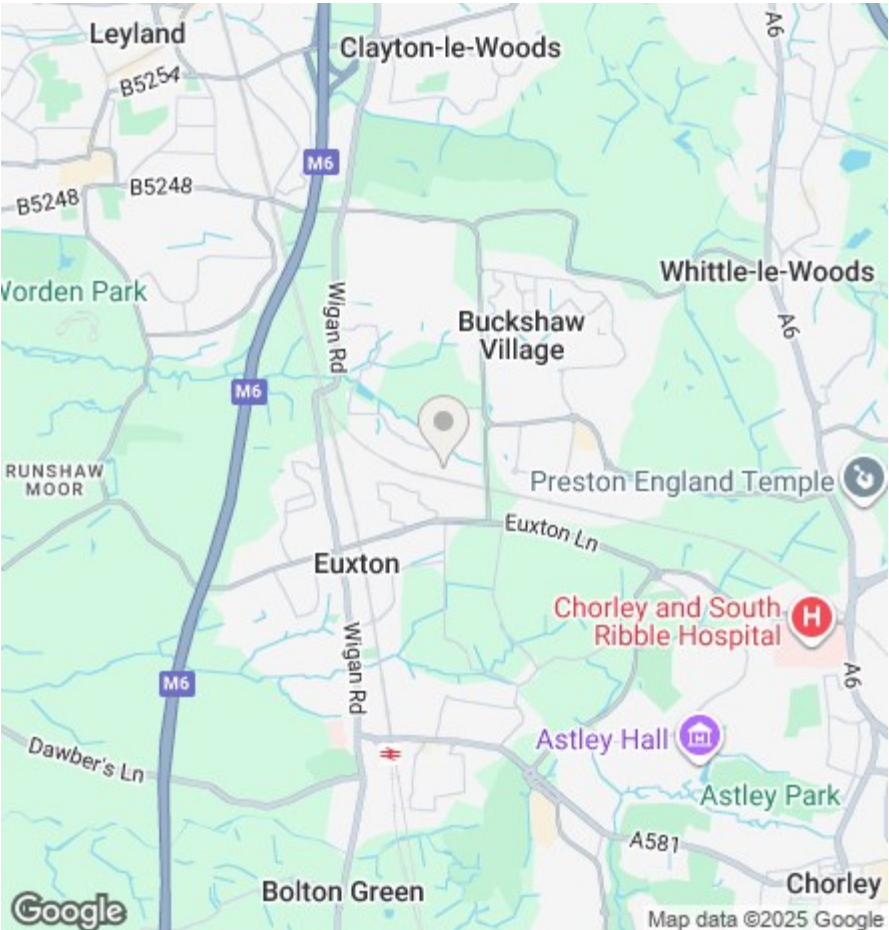 Leyland
Clayton-le-Woods
A6
B5254
M6
B5248
B5248
Whittle-le-Woods
Worden Park
Wigan Rd
Buckshaw
Village
A6
M6
RUNSHAW
MOOR
Preston England Temple
Euxton Ln
Euxton
Chorley and South
Ribble Hospital
H
Wigan Rd
A6
M6
Astley Hall
Dawber's Ln
Astley Park
A581
Bolton Green
Chorley
Google
Map data ©2025 Google